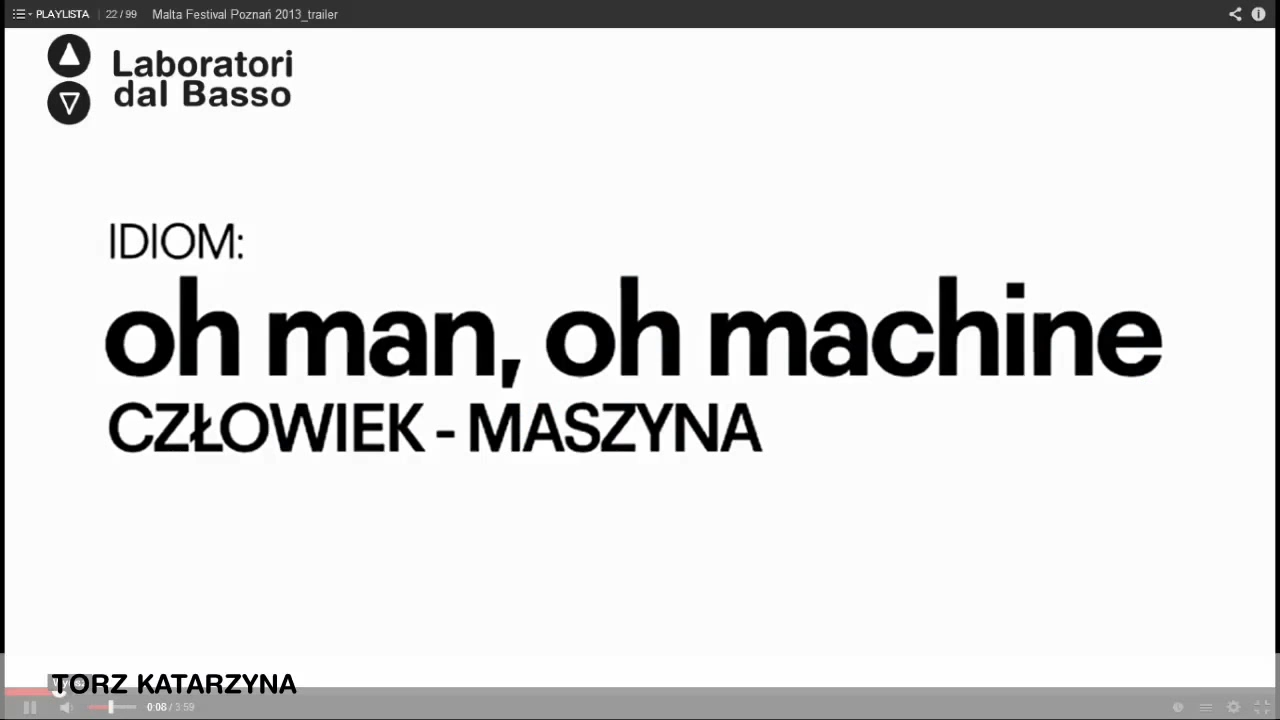 PLAYLISTA | 22 / 99 Malta Festival Poznań 2013_trailer
Laboratori
dal Basso
IDIOM:
oh man, oh machine
CZŁOWIEK - MASZYNA
TORZ KATARZYNA
0:08 / 3:59